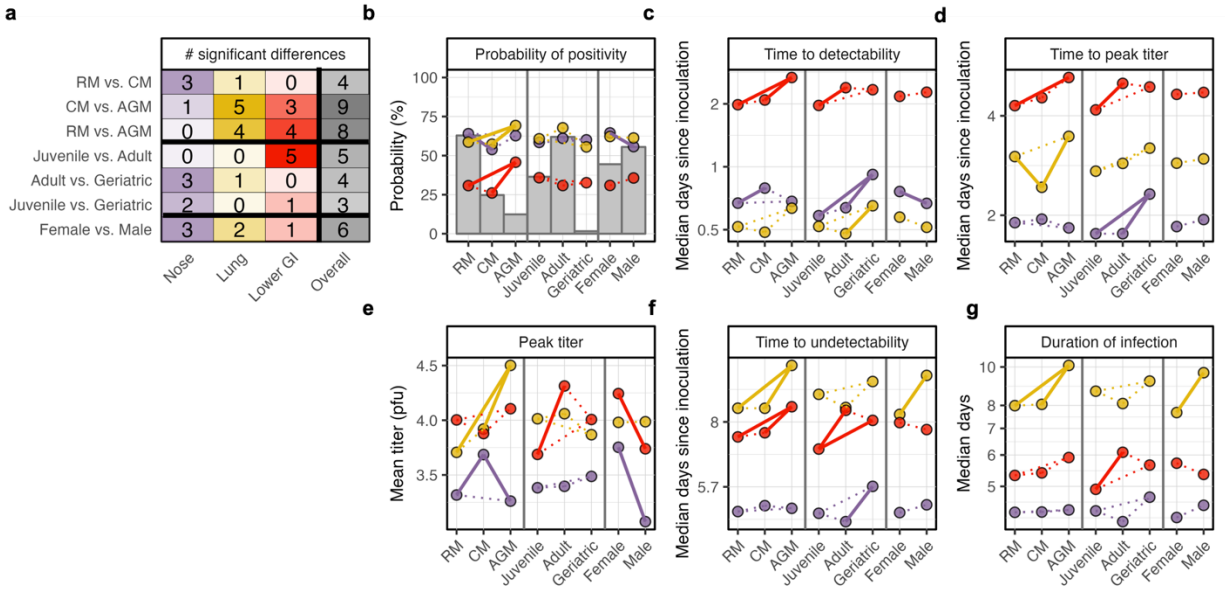 a
# significant differences
RM vs. CM 3 1 0 4
CM vs. AGM 1 5 3 9
RM vs. AGM 0 4 4 8
Juvenile vs. Adult 0 0 5 5
Adult vs. Geriatric 3 1 0 4
Juvenile vs. Geriatric 2 0 1 3
Female vs. Male 3 2 1 6
Nose Lung Lower GI Overall
b
Probability of positivity
Probability (%)
100
75
50
25
0
RM CM AGM Juvenile Adult Geriatric Female Male
c
Time to detectability
Median days since inoculation
2
1
0.5
RM CM AGM Juvenile Adult Geriatric Female Male
d
Time to peak titer
Median days since inoculation
4
2
RM CM AGM Juvenile Adult Geriatric Female Male
e
Peak titer
Mean titer (pfu)
4.5
4.0
3.5
RM CM AGM Juvenile Adult Geriatric Female Male
f
Time to undetectability
Median days since inoculation
8
5.7
RM CM AGM Juvenile Adult Geriatric Female Male
g
Duration of infection
Median days
10
8
7
6
5
RM CM AGM Juvenile Adult Geriatric Female Male